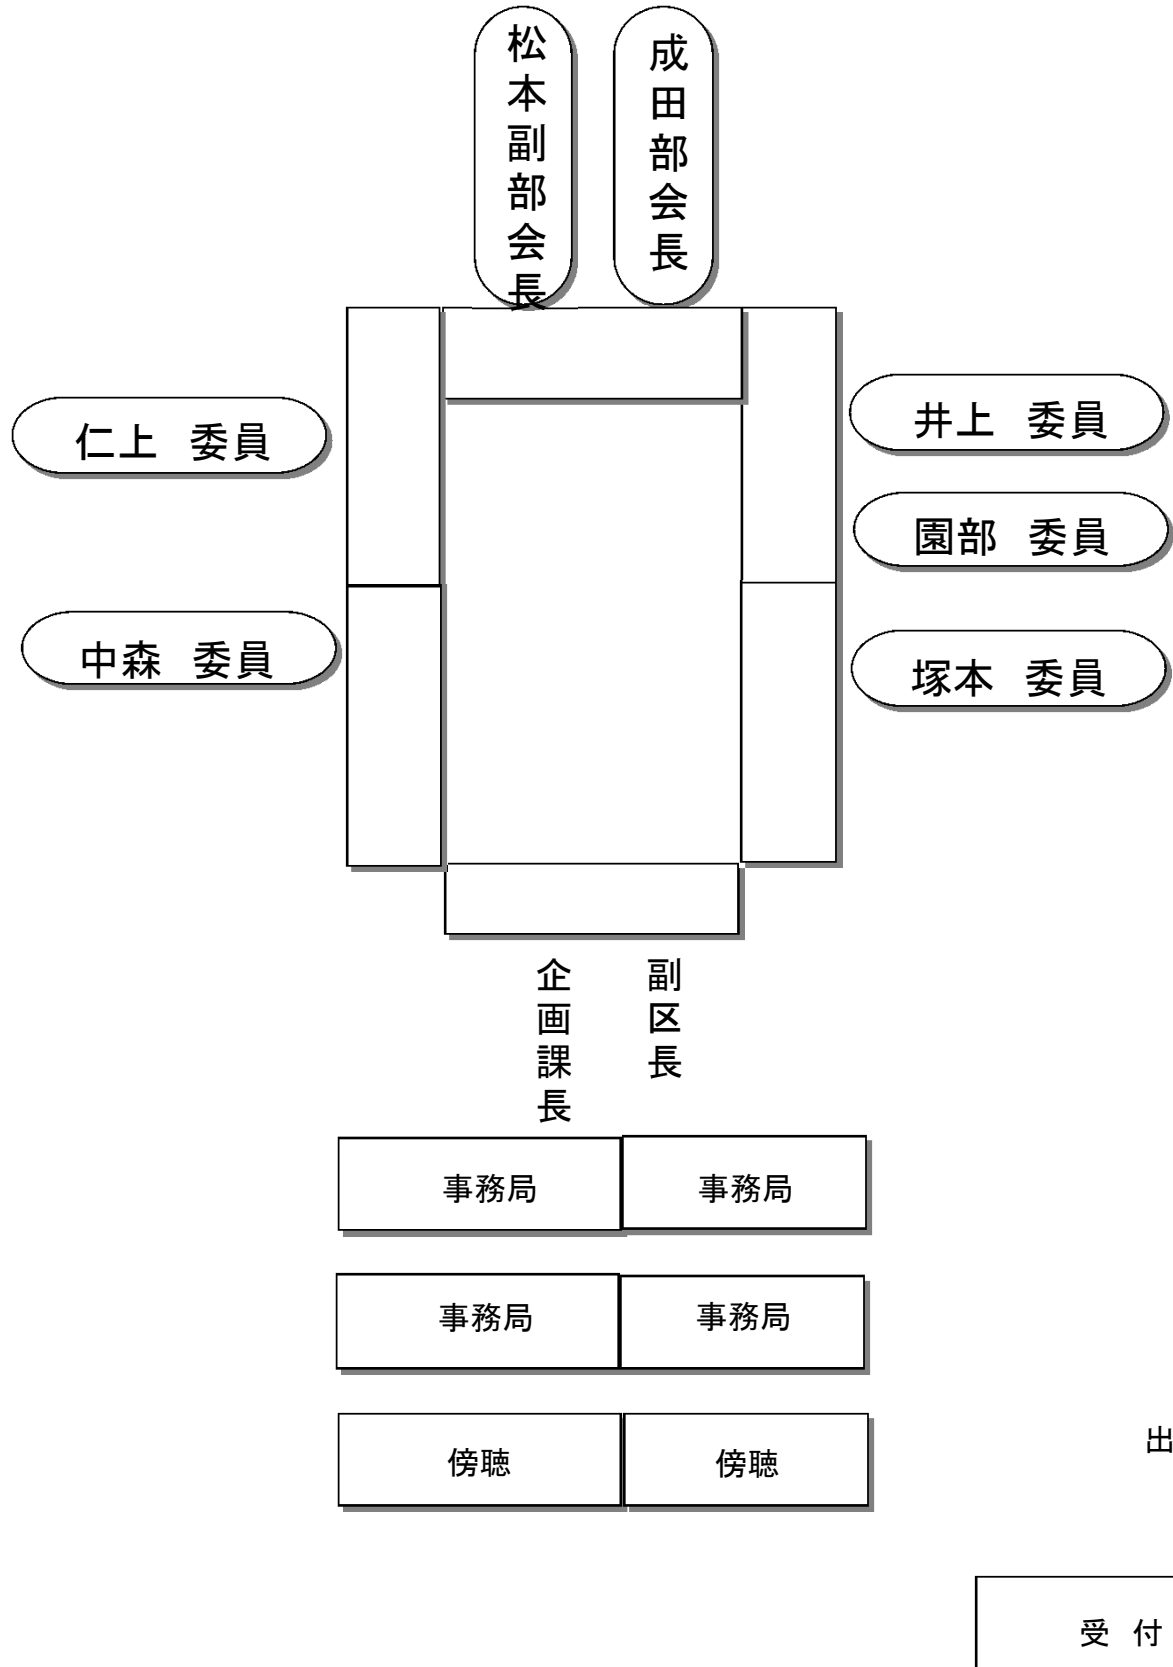 松本副部会長
成田部会長
仁上 委員
井上 委員
園部 委員
中森 委員
塚本 委員
企画課長
副区長
事務局
事務局
事務局
事務局
傍聴
傍聴
出
受 付